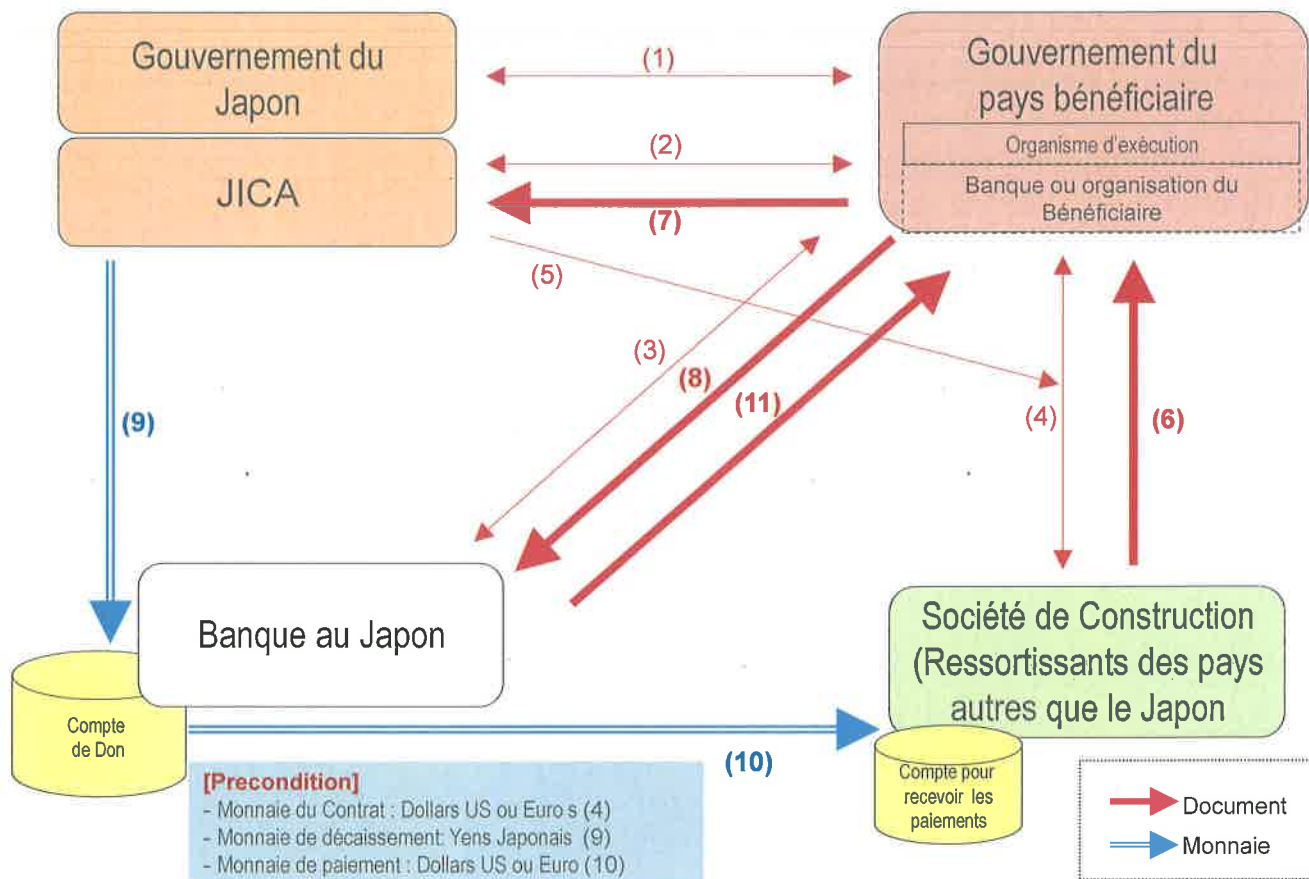 Gouvernement du
Japon
(1)
Gouvernement du
pays bénéficiaire
Organisme d'exécution
JICA
(2)
Banque ou organisation du
Bénéficiaire
(7)
(5)
(3)
(8)
(11)
(4)
(6)
(9)
Banque au Japon
Société de Construction
(Ressortissants des pays
autres que le Japon
Compte
de Don
(10)
Compte pour
recevoir les
paiements
[Precondition]
- Monnaie du Contrat : Dollars US ou Euro s (4)
- Monnaie de décaissement: Yens Japonais (9)
- Monnaie de paiement : Dollars US ou Euro (10)
Document
Monnaie